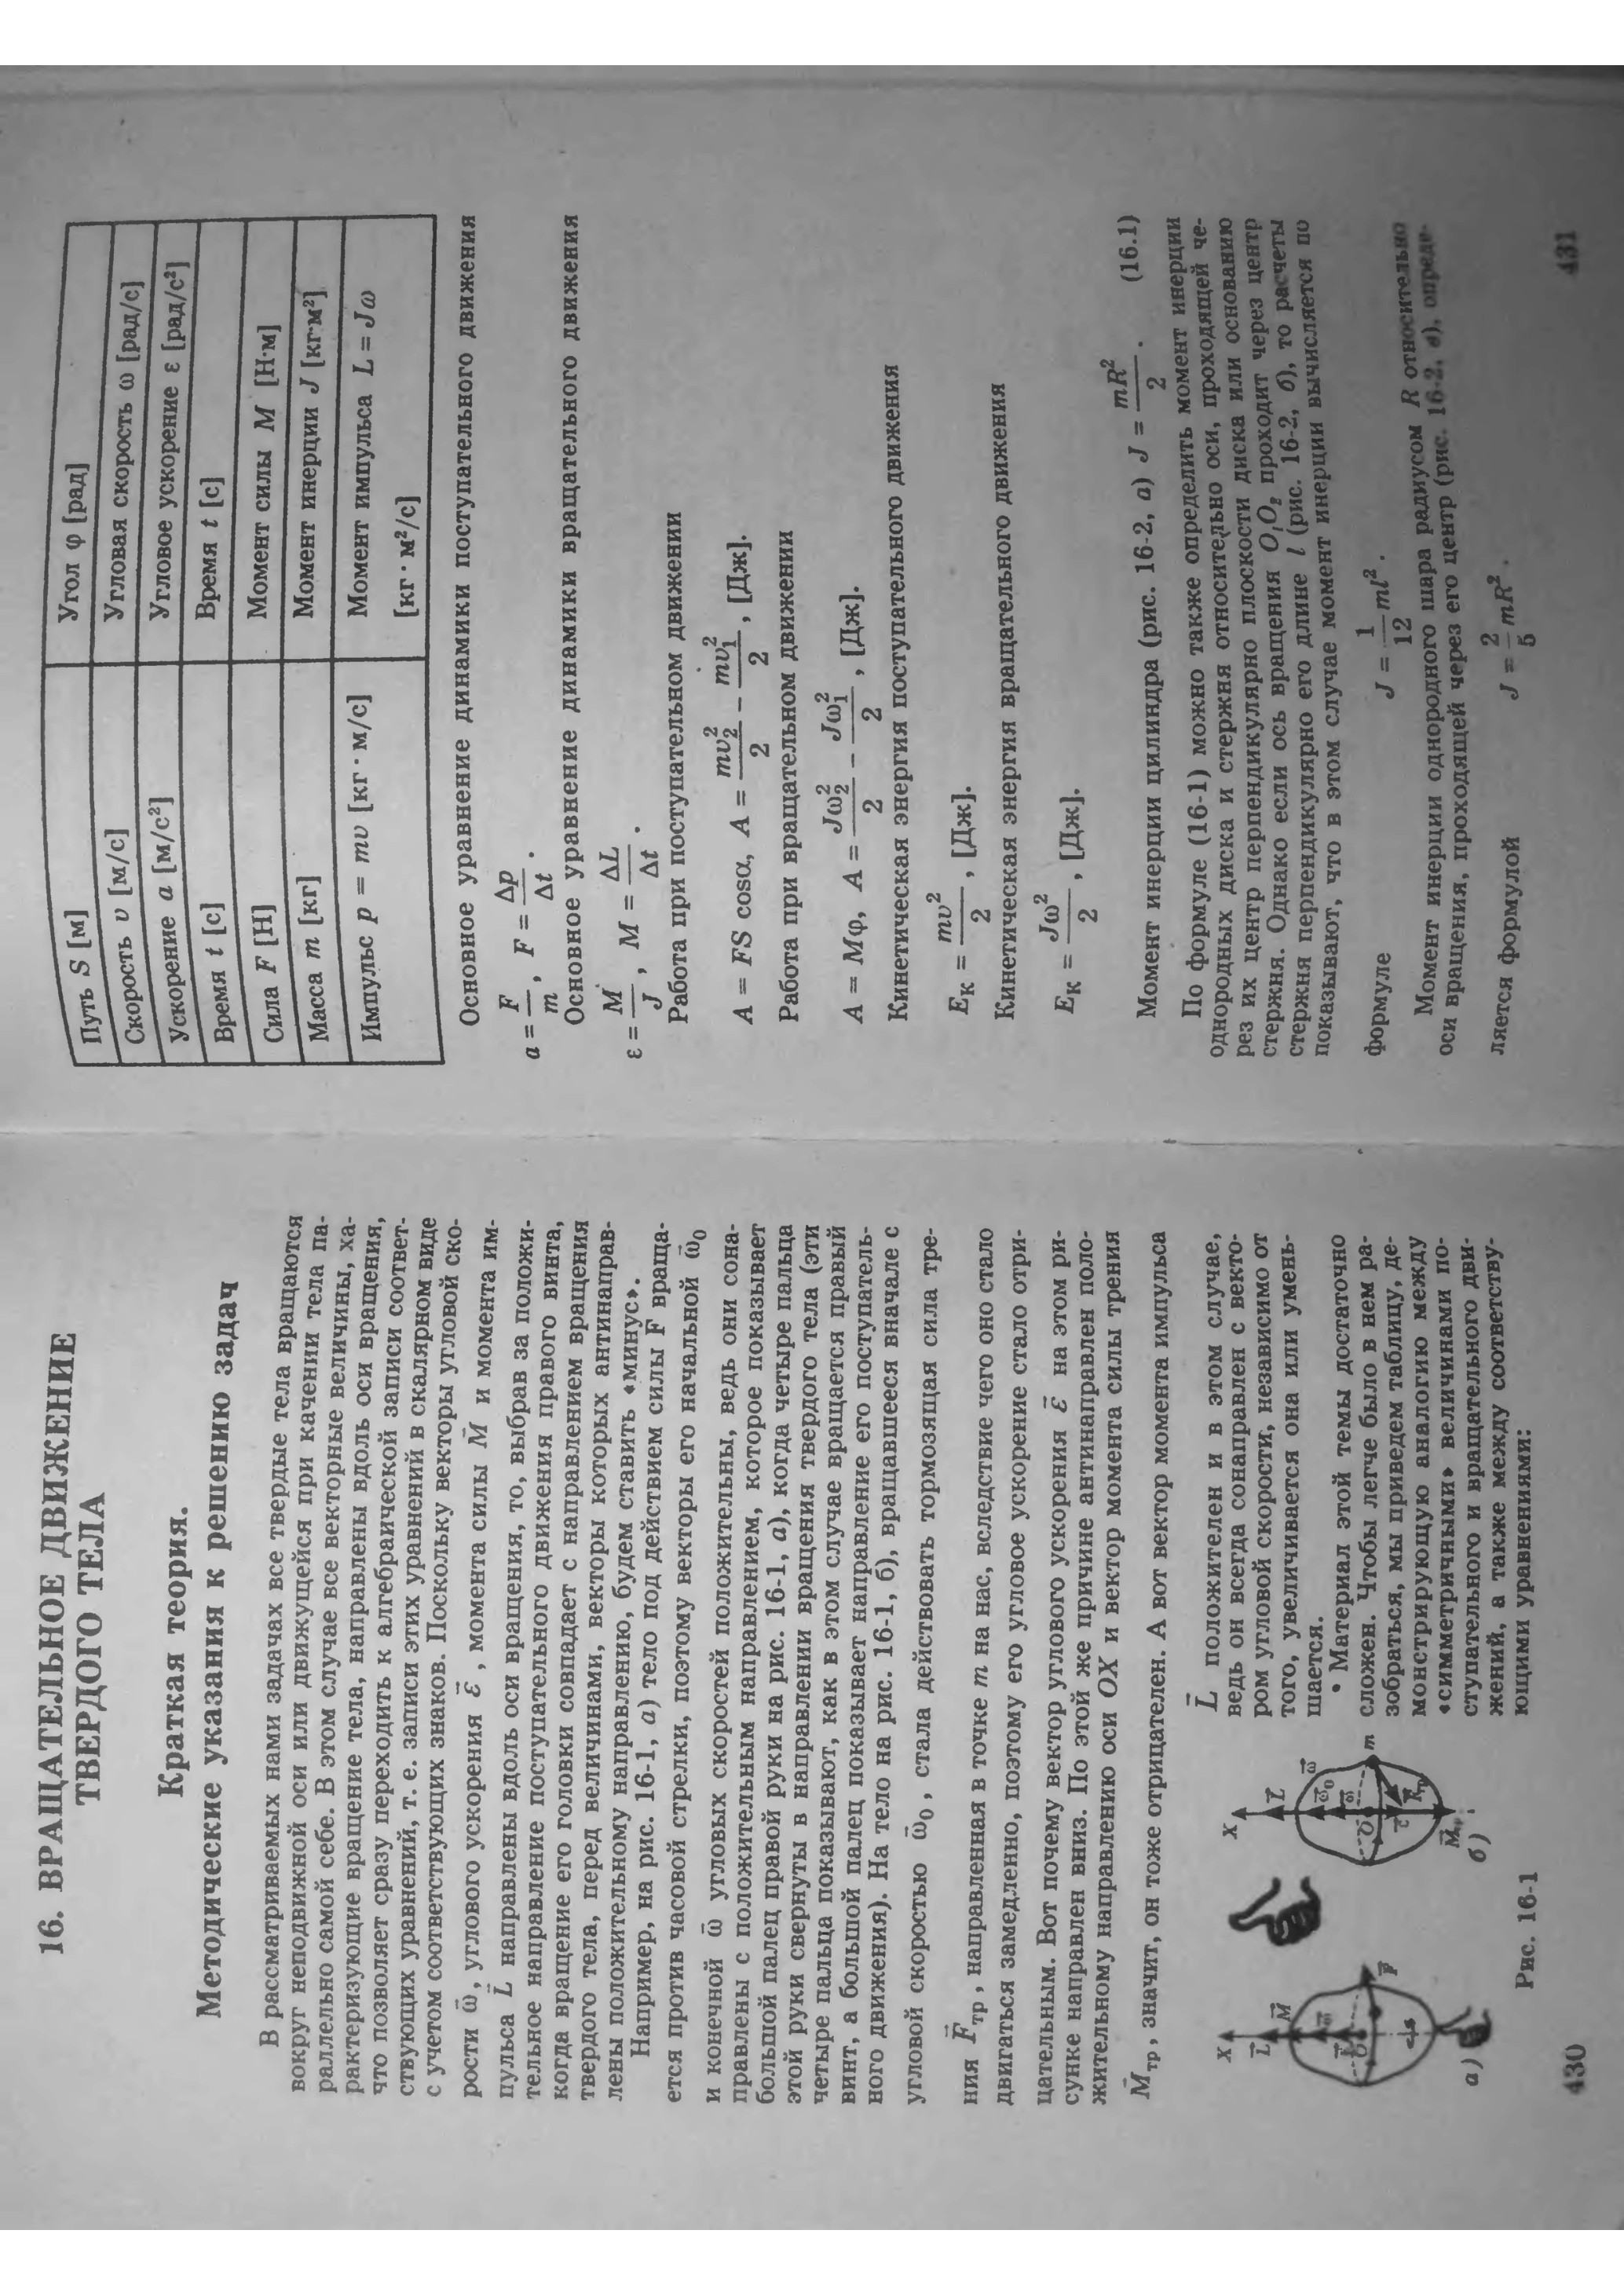 16. ВРАЩАТЕЛЬНОЕ ДВИЖЕНИЕ
ТВЕРДОГО ТЕЛА
Краткая теория.
Методические указания к решению задач
В рассматриваемых нами задачах все твердые тела вращаются
вокруг неподвижной оси или движущейся при качении тела па-
раллельно самой себе. В этом случае все векторные величины, ха-
рактеризующие вращение тела, направлены вдоль оси вращения,
что позволяет сразу переходить к алгебраической записи соответ-
ствующих уравнений, т. е. записи этих уравнений в скалярном виде
с учетом соответствующих знаков. Поскольку векторы угловой ско-
рости ω⃗, углового ускорения ε⃗, момента силы M⃗ и момента им-
пульса L⃗ направлены вдоль оси вращения, то, выбрав за положи-
тельное направление поступательного движения правого винта,
когда вращение его головки совпадает с направлением вращения
твердого тела, перед величинами, векторы которых антинаправ-
лены положительному направлению, будем ставить «минус».
Например, на рис. 16-1, а) тело под действием силы F враща-
ется против часовой стрелки, поэтому векторы его начальной ω⃗₀
и конечной ω⃗ угловых скоростей положительны, ведь они сона-
правлены с положительным направлением, которое показывает
большой палец правой руки на рис. 16-1, а), когда четыре пальца
этой руки свернуты в направлении вращения твердого тела (эти
четыре пальца показывают, как в этом случае вращается правый
винт, а большой палец показывает направление его поступатель-
ного движения). На тело на рис. 16-1, б), вращавшееся вначале с
угловой скоростью ω⃗₀, стала действовать тормозящая сила тре-
ния F⃗тр, направленная в точке m на нас, вследствие чего оно стало
двигаться замедленно, поэтому его угловое ускорение стало отри-
цательным. Вот почему вектор углового ускорения ε⃗ на этом ри-
сунке направлен вниз. По этой же причине антинаправлен поло-
жительному направлению оси OX и вектор момента силы трения
M⃗тр, значит, он тоже отрицателен. А вот вектор момента импульса
L⃗ положителен и в этом случае,
ведь он всегда сонаправлен с векто-
ром угловой скорости, независимо от
того, увеличивается она или умень-
шается.
• Материал этой темы достаточно
сложен. Чтобы легче было в нем ра-
зобраться, мы приведем таблицу, де-
монстрирующую аналогию между
«симметричными» величинами по-
ступательного и вращательного дви-
жений, а также между соответству-
ющими уравнениями:
X L⃗ M⃗ O F⃗ а)
X L⃗ ω⃗ ω⃗₀ O m F⃗тр M⃗тр б)
Рис. 16-1
430
Путь S [м] Угол φ [рад]
Скорость υ [м/с] Угловая скорость ω [рад/с]
Ускорение a [м/с²] Угловое ускорение ε [рад/с²]
Время t [с] Время t [с]
Сила F [Н] Момент силы M [Н·м]
Масса m [кг] Момент инерции J [кг·м²]
Импульс p = mυ [кг · м/с] Момент импульса L = Jω
[кг · м²/с]
Основное уравнение динамики поступательного движения
a = F/m, F = Δp/Δt.
Основное уравнение динамики вращательного движения
ε = M/J, M = ΔL/Δt.
Работа при поступательном движении
A = FS cosα, A = mυ₂²/2 − mυ₁²/2, [Дж].
Работа при вращательном движении
A = Mφ, A = Jω₂²/2 − Jω₁²/2, [Дж].
Кинетическая энергия поступательного движения
Eк = mυ²/2, [Дж].
Кинетическая энергия вращательного движения
Eк = Jω²/2, [Дж].
Момент инерции цилиндра (рис. 16-2, а) J = mR²/2. (16.1)
По формуле (16-1) можно также определить момент инерции
однородных диска и стержня относительно оси, проходящей че-
рез их центр перпендикулярно плоскости диска или основанию
стержня. Однако если ось вращения O₁O₂ проходит через центр
стержня перпендикулярно его длине l (рис. 16-2, б), то расчеты
показывают, что в этом случае момент инерции вычисляется по
формуле J = 1/12 ml².
Момент инерции однородного шара радиусом R относительно
оси вращения, проходящей через его центр (рис. 16-2, в), опреде-
ляется формулой J = 2/5 mR².
431